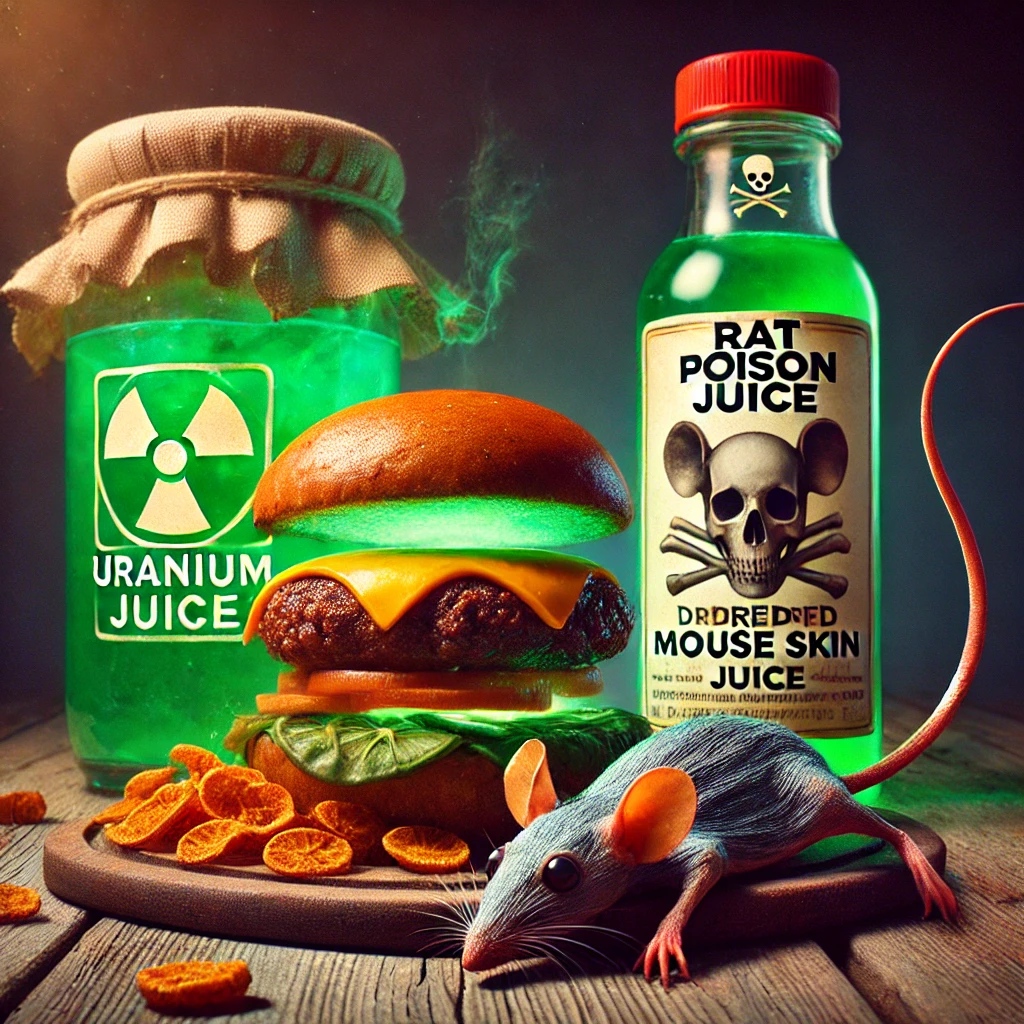 URANIUM
JUICE
RAT
POISON
JUICE
DRDREDFED
MOUSE SKIN
JUICE